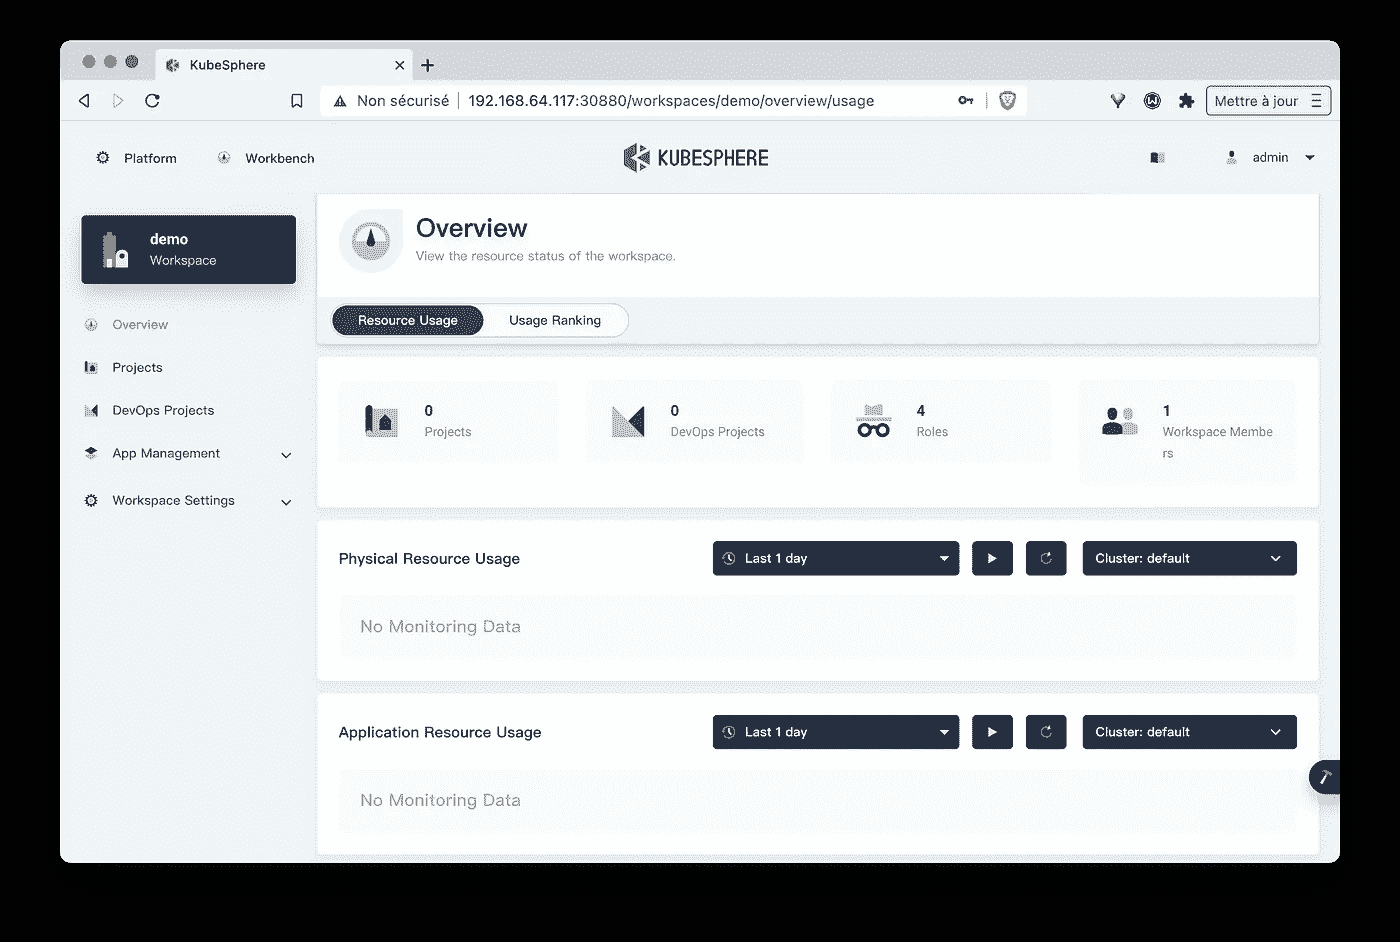 KubeSphere
Non sécurisé
192.168.64.117:30880/workspaces/demo/overview/usage
Mettre à jour
Platform
Workbench
KUBESPHERE
admin
demo
Workspace
Overview
Projects
DevOps Projects
App Management
Workspace Settings
Overview
View the resource status of the workspace.
Resource Usage
Usage Ranking
0
Projects
0
DevOps Projects
4
Roles
1
Workspace Membe
rs
Physical Resource Usage
Last 1 day
Cluster: default
No Monitoring Data
Application Resource Usage
Last 1 day
Cluster: default
No Monitoring Data